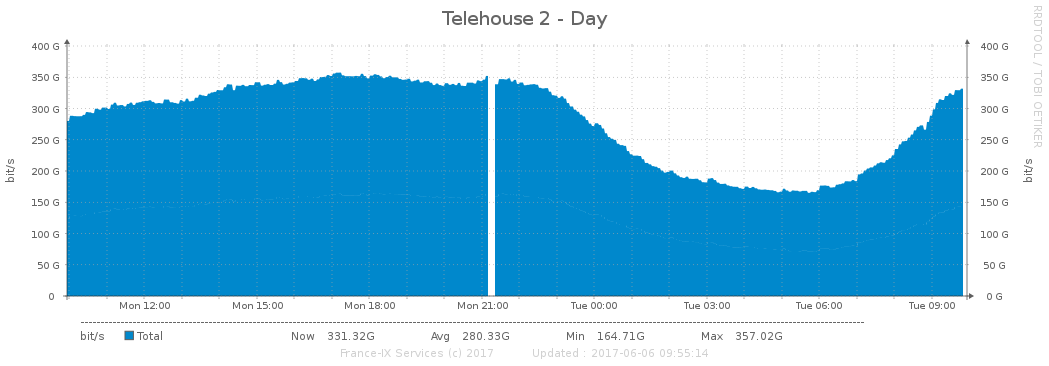 Telehouse 2 - Day
RRDTOOL / TOBI OETIKER
400 G 400 G
350 G 350 G
300 G 300 G
250 G 250 G
200 G 200 G
150 G 150 G
100 G 100 G
50 G 50 G
0 0 G
bit/s bit/s
Mon 12:00 Mon 15:00 Mon 18:00 Mon 21:00 Tue 00:00 Tue 03:00 Tue 06:00 Tue 09:00
bit/s Total Now 331.32G Avg 280.33G Min 164.71G Max 357.02G
France-IX Services (c) 2017 Updated : 2017-06-06 09:55:14